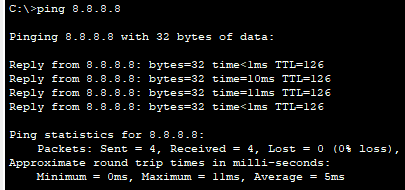 C:\>ping 8.8.8.8
Pinging 8.8.8.8 with 32 bytes of data:
Reply from 8.8.8.8: bytes=32 time<1ms TTL=126
Reply from 8.8.8.8: bytes=32 time=10ms TTL=126
Reply from 8.8.8.8: bytes=32 time=11ms TTL=126
Reply from 8.8.8.8: bytes=32 time<1ms TTL=126
Ping statistics for 8.8.8.8:
    Packets: Sent = 4, Received = 4, Lost = 0 (0% loss),
Approximate round trip times in milli-seconds:
    Minimum = 0ms, Maximum = 11ms, Average = 5ms